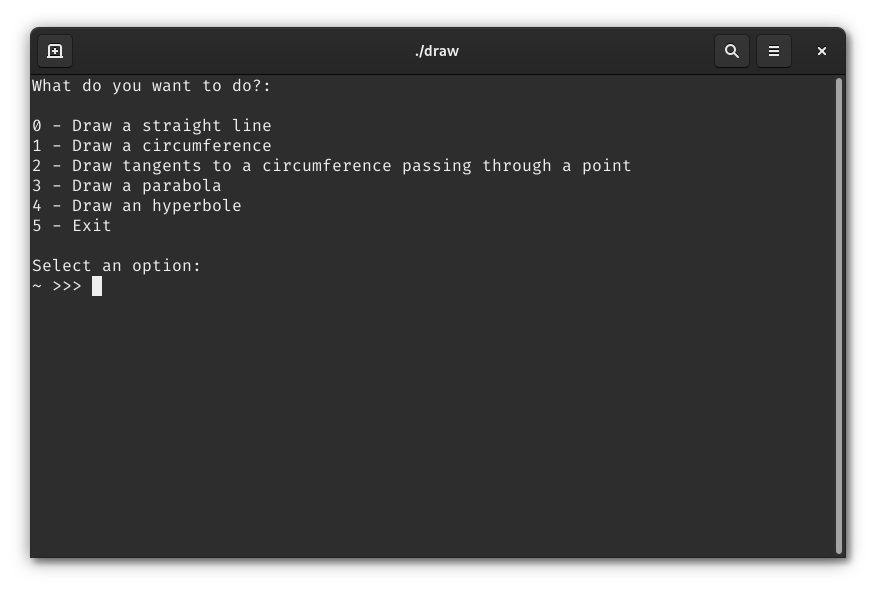 ./draw
What do you want to do?:
0 - Draw a straight line
1 - Draw a circumference
2 - Draw tangents to a circumference passing through a point
3 - Draw a parabola
4 - Draw an hyperbole
5 - Exit
Select an option:
~ >>>